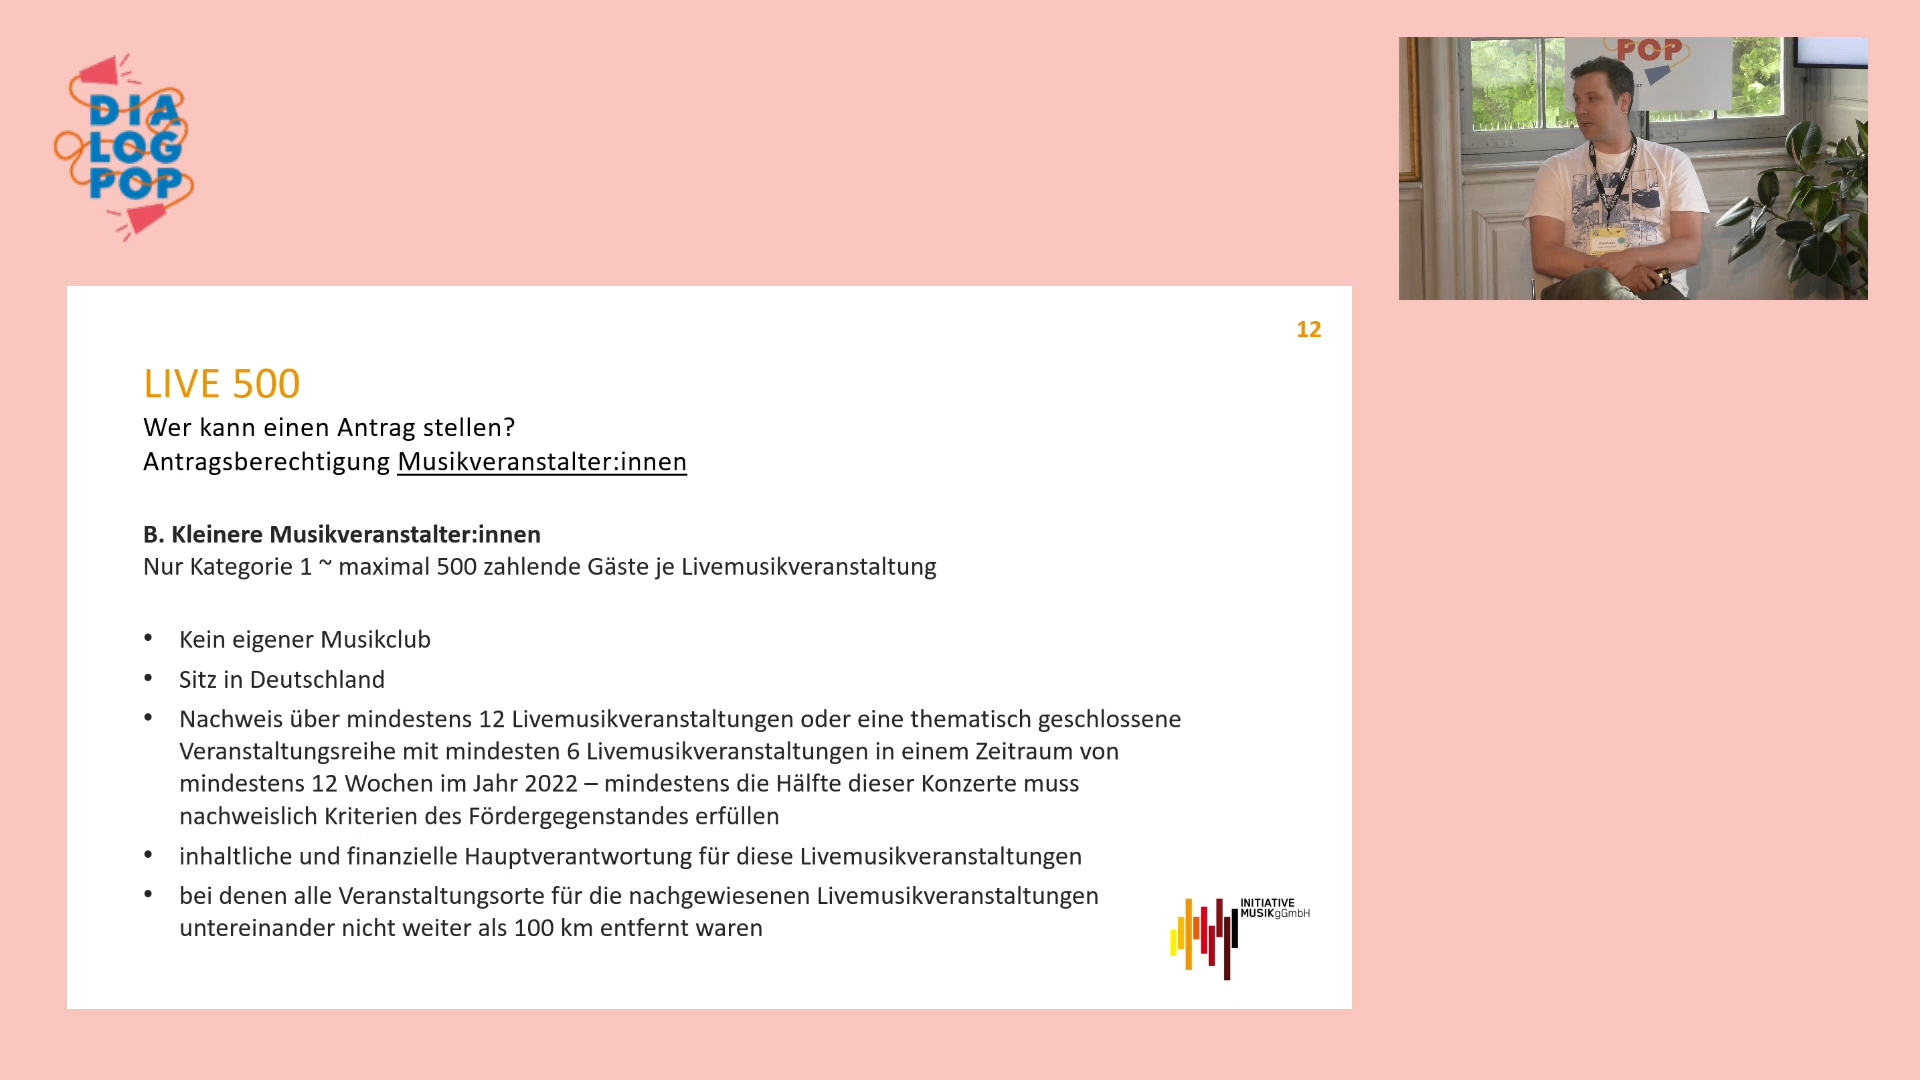 DIA
LOG
POP
POP
12
LIVE 500
Wer kann einen Antrag stellen?
Antragsberechtigung Musikveranstalter:innen
B. Kleinere Musikveranstalter:innen
Nur Kategorie 1 ~ maximal 500 zahlende Gäste je Livemusikveranstaltung
• Kein eigener Musikclub
• Sitz in Deutschland
• Nachweis über mindestens 12 Livemusikveranstaltungen oder eine thematisch geschlossene
Veranstaltungsreihe mit mindesten 6 Livemusikveranstaltungen in einem Zeitraum von
mindestens 12 Wochen im Jahr 2022 – mindestens die Hälfte dieser Konzerte muss
nachweislich Kriterien des Fördergegenstandes erfüllen
• inhaltliche und finanzielle Hauptverantwortung für diese Livemusikveranstaltungen
• bei denen alle Veranstaltungsorte für die nachgewiesenen Livemusikveranstaltungen
untereinander nicht weiter als 100 km entfernt waren
INITIATIVE
MUSIKgGmbH